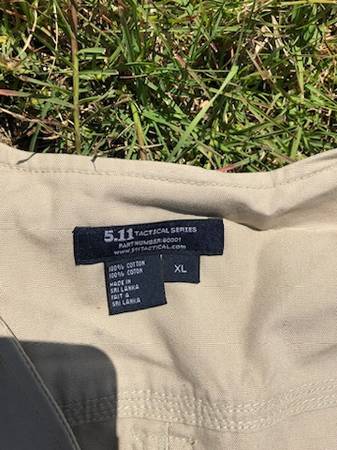 5.11 TACTICAL SERIES
PART NUMBER: 80001
www.511TACTICAL.com
100% COTTON
100% COTON
MADE IN
SRI LANKA
FAIT A
SRI LANKA
XL